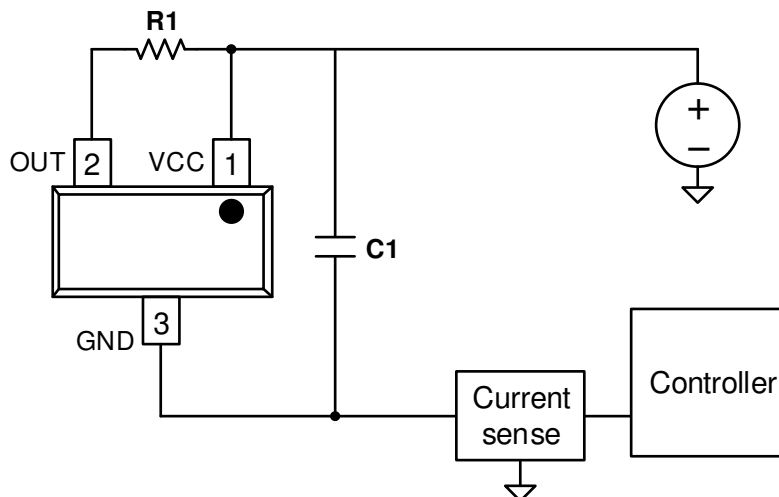 R1
OUT 2 VCC 1
+
−
C1
3
GND
Current
sense
Controller